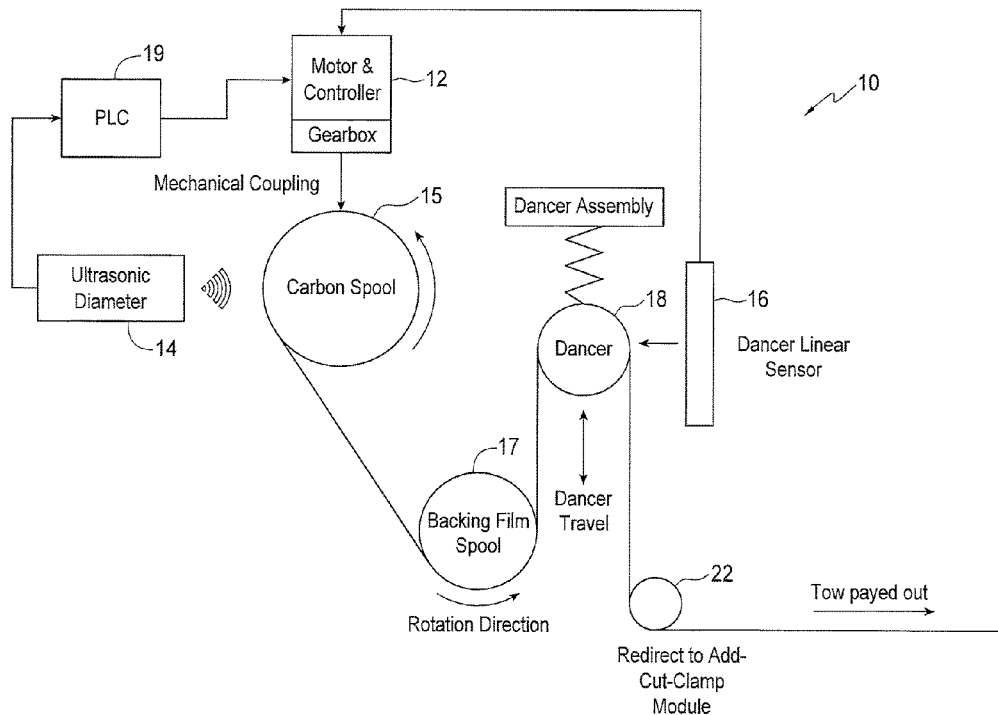 19
PLC
Motor &
Controller
12
Gearbox
10
Mechanical Coupling
15
Dancer Assembly
Ultrasonic
Diameter
14
Carbon Spool
18
16
Dancer
Dancer Linear
Sensor
17
Backing Film
Spool
Dancer
Travel
22
Tow payed out
Rotation Direction
Redirect to Add-
Cut-Clamp
Module